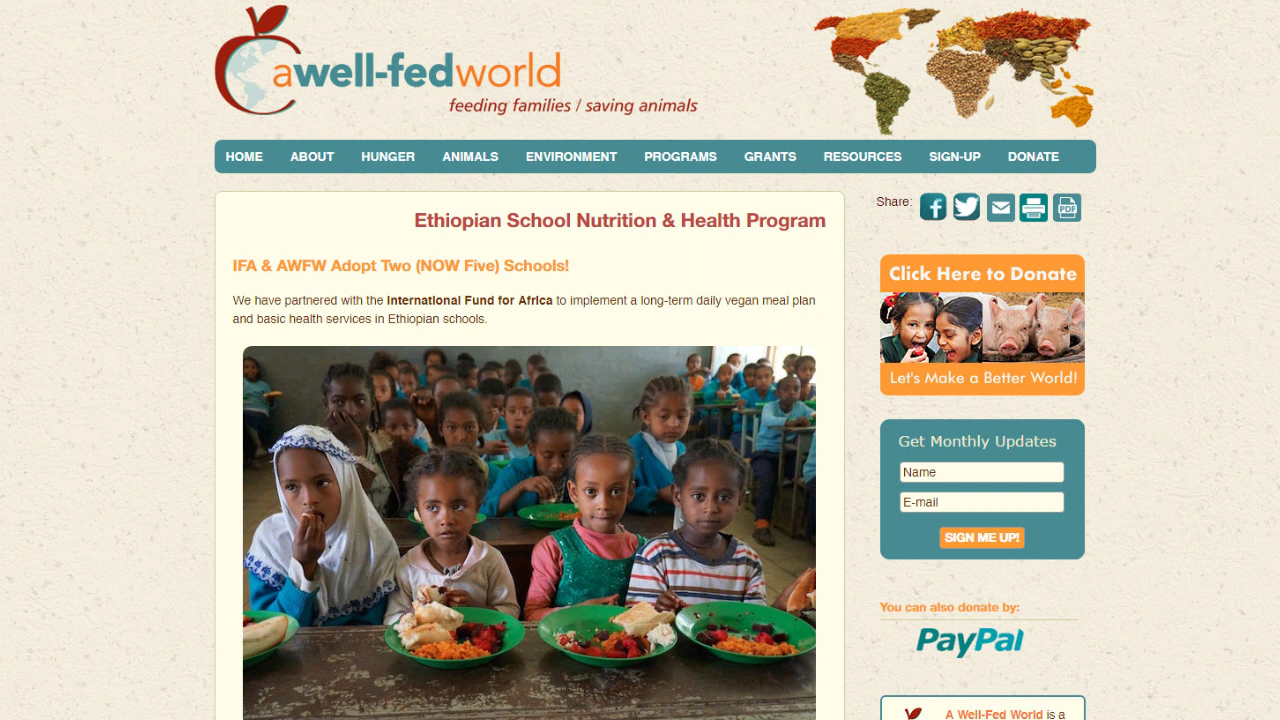 awell-fedworld
feeding families / saving animals
HOME ABOUT HUNGER ANIMALS ENVIRONMENT PROGRAMS GRANTS RESOURCES SIGN-UP DONATE
Ethiopian School Nutrition & Health Program
IFA & AWFW Adopt Two (NOW Five) Schools!
We have partnered with the International Fund for Africa to implement a long-term daily vegan meal plan
and basic health services in Ethiopian schools.
Share:
PDF
Click Here to Donate
Let's Make a Better World!
Get Monthly Updates
Name
E-mail
SIGN ME UP!
You can also donate by:
PayPal
A Well-Fed World is a